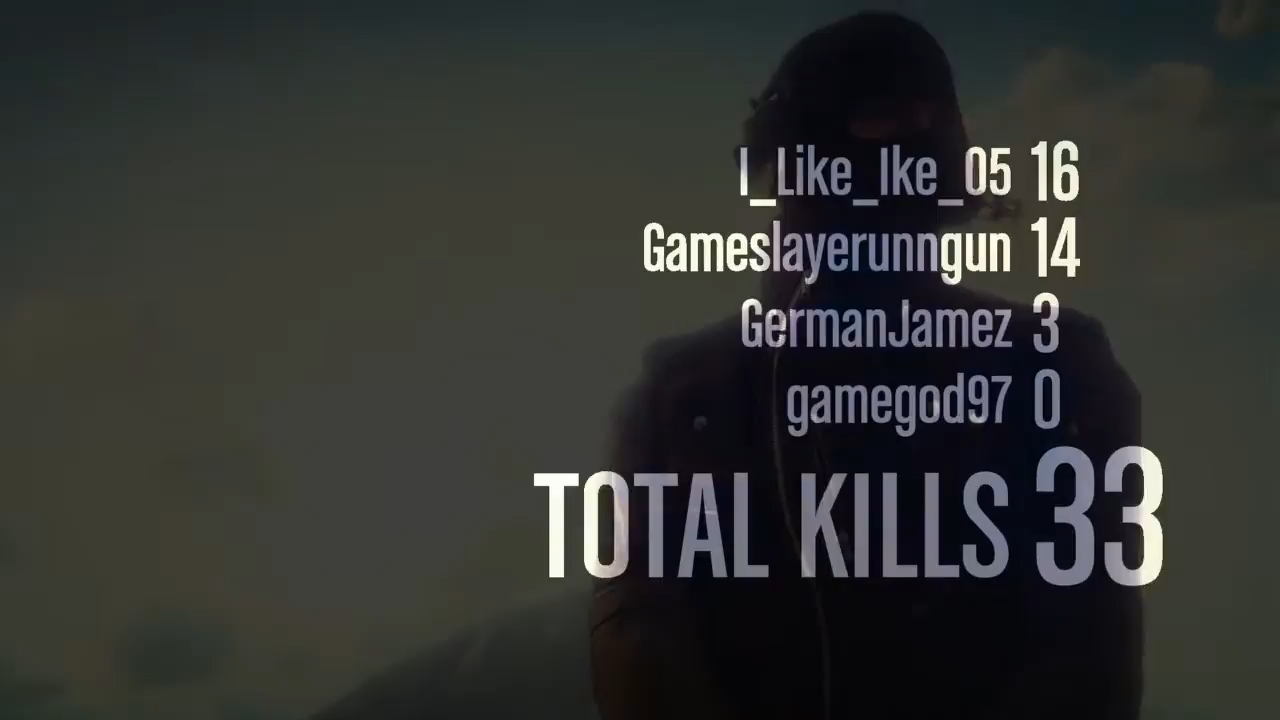 I_Like_Ike_05 16
Gameslayerunngun 14
GermanJamez 3
gamegod97 0
TOTAL KILLS 33